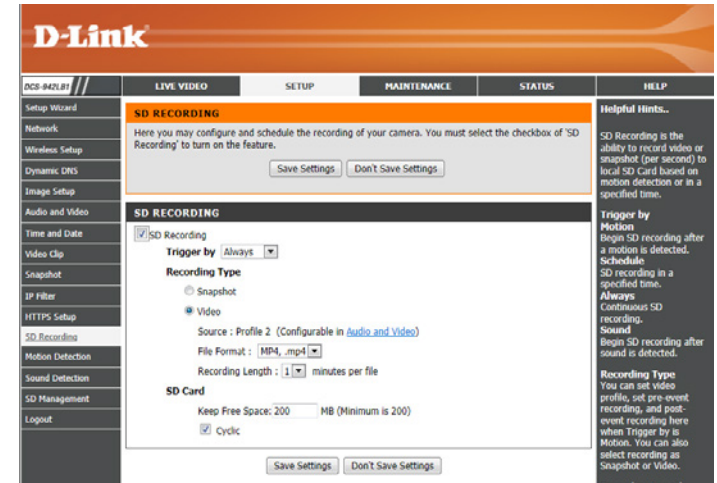 D-Link
DCS-942LB1 //
LIVE VIDEO SETUP MAINTENANCE STATUS HELP
Setup Wizard
Network
Wireless Setup
Dynamic DNS
Image Setup
Audio and Video
Time and Date
Video Clip
Snapshot
IP Filter
HTTPS Setup
SD Recording
Motion Detection
Sound Detection
SD Management
Logout
SD RECORDING
Here you may configure and schedule the recording of your camera. You must select the checkbox of 'SD
Recording' to turn on the feature.
Save Settings Don't Save Settings
SD RECORDING
SD Recording
Trigger by Always
Recording Type
Snapshot
Video
Source : Profile 2 (Configurable in Audio and Video)
File Format : MP4, .mp4
Recording Length : 1 minutes per file
SD Card
Keep Free Space: 200 MB (Minimum is 200)
Cyclic
Save Settings Don't Save Settings
Helpful Hints..
SD Recording is the
ability to record video or
snapshot (per second) to
local SD Card based on
motion detection or in a
specified time.
Trigger by
Motion
Begin SD recording after
a motion is detected.
Schedule
SD recording in a
specified time.
Always
Continuous SD
recording.
Sound
Begin SD recording after
sound is detected.
Recording Type
You can set video
profile, set pre-event
recording, and post-
event recording here
when Trigger by is
Motion. You can also
select recording as
Snapshot or Video.